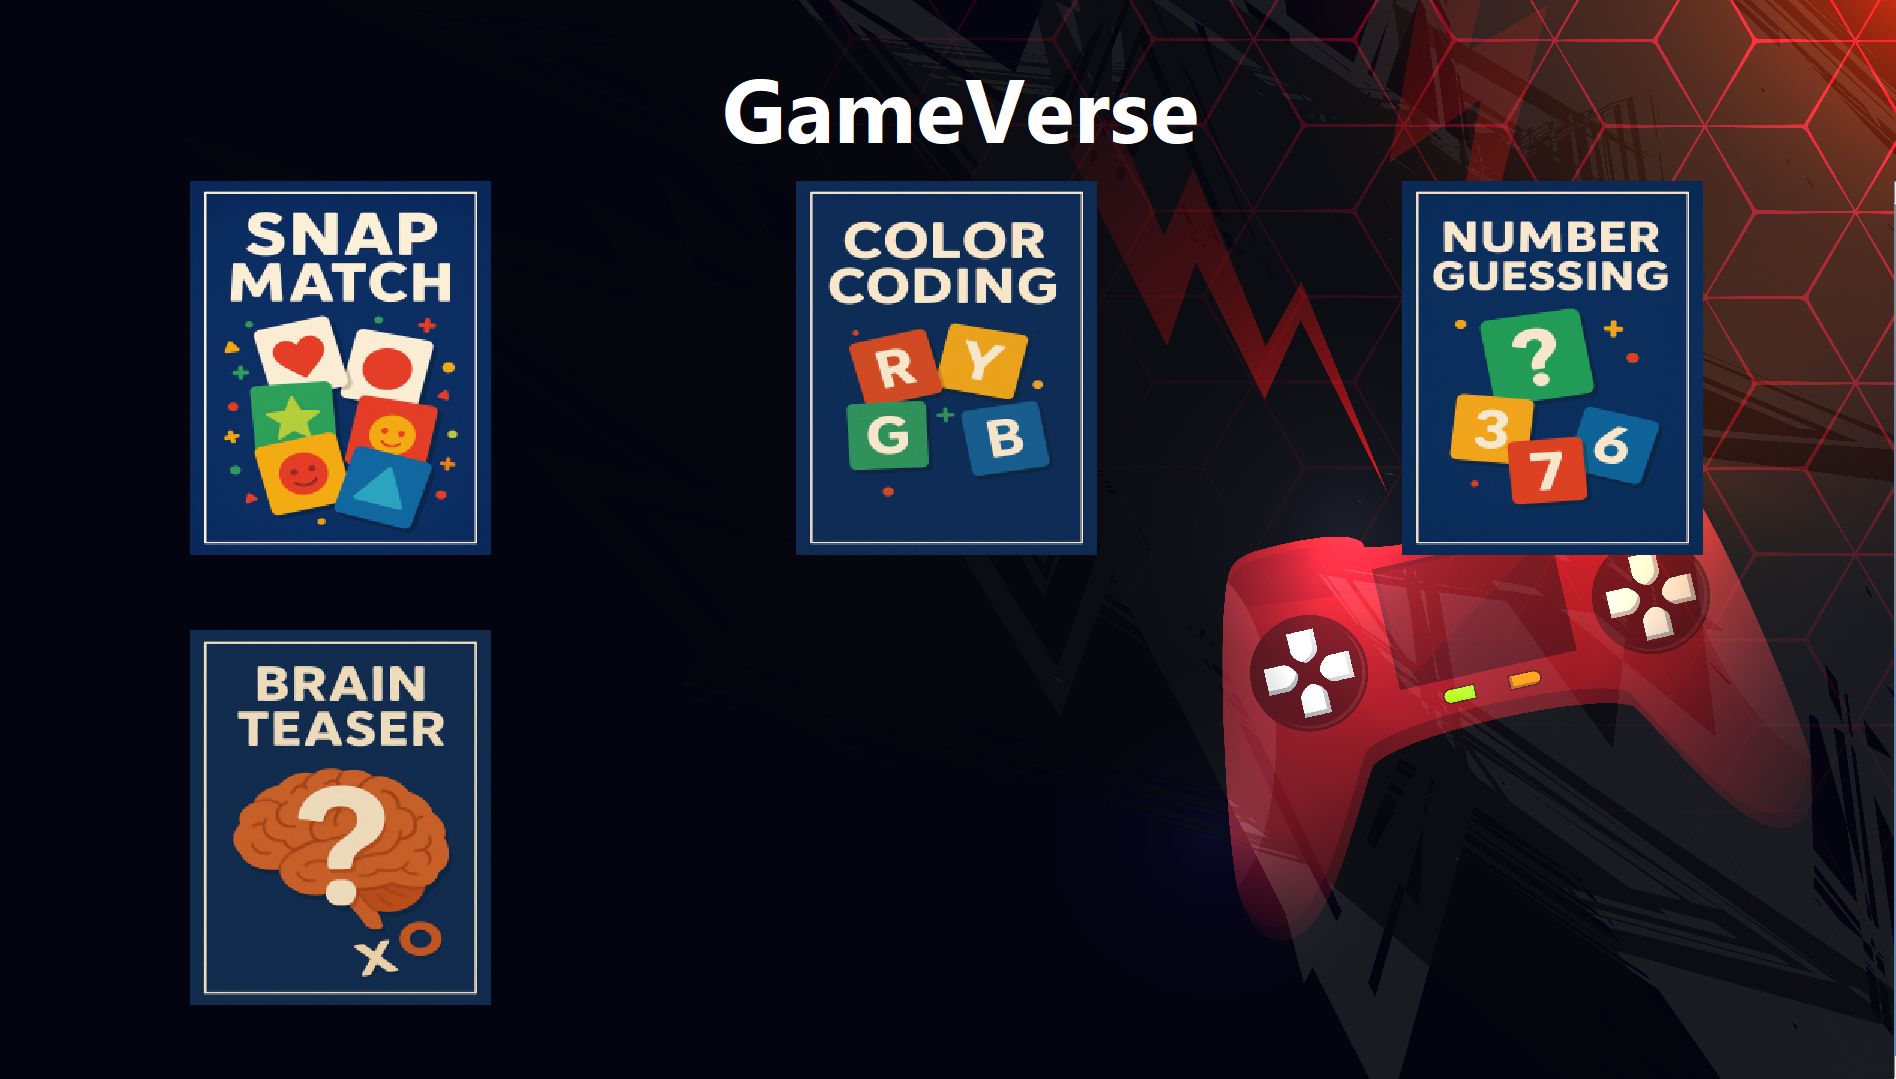 GameVerse
SNAP
MATCH
COLOR
CODING
R Y
G B
NUMBER
GUESSING
?
3 7 6
BRAIN
TEASER
?
X O